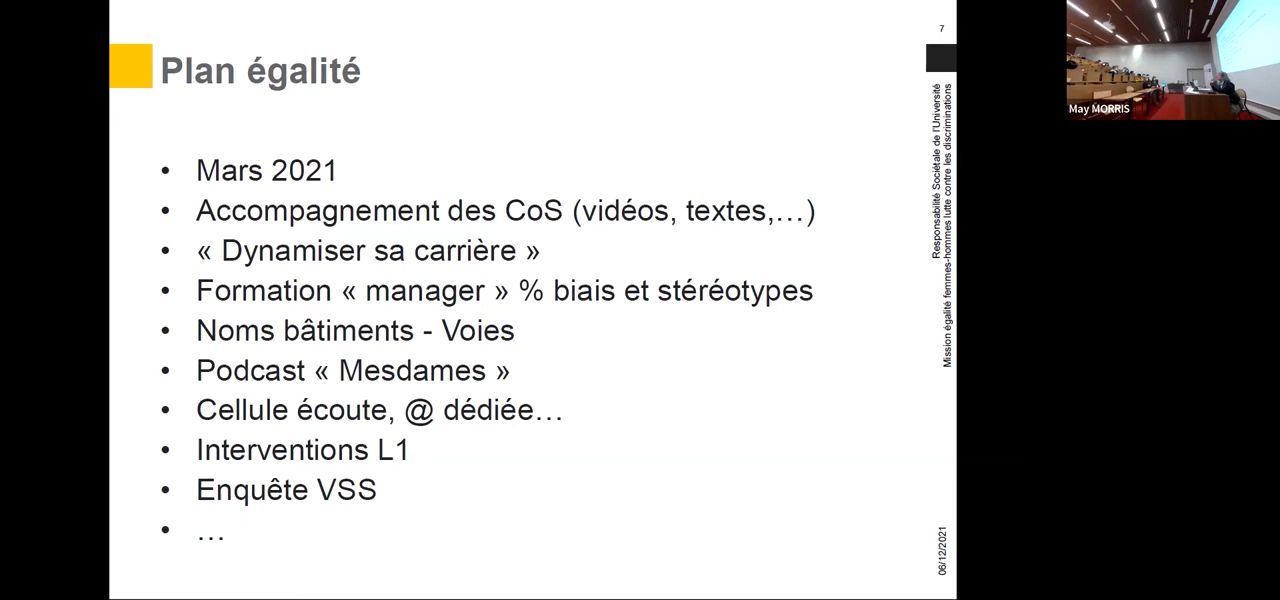 7
Plan égalité
• Mars 2021
• Accompagnement des CoS (vidéos, textes,…)
• « Dynamiser sa carrière »
• Formation « manager » % biais et stéréotypes
• Noms bâtiments - Voies
• Podcast « Mesdames »
• Cellule écoute, @ dédiée…
• Interventions L1
• Enquête VSS
• …
Responsabilité Sociétale de l'Université
Mission égalité femmes-hommes lutte contre les discriminations
06/12/2021
May MORRIS